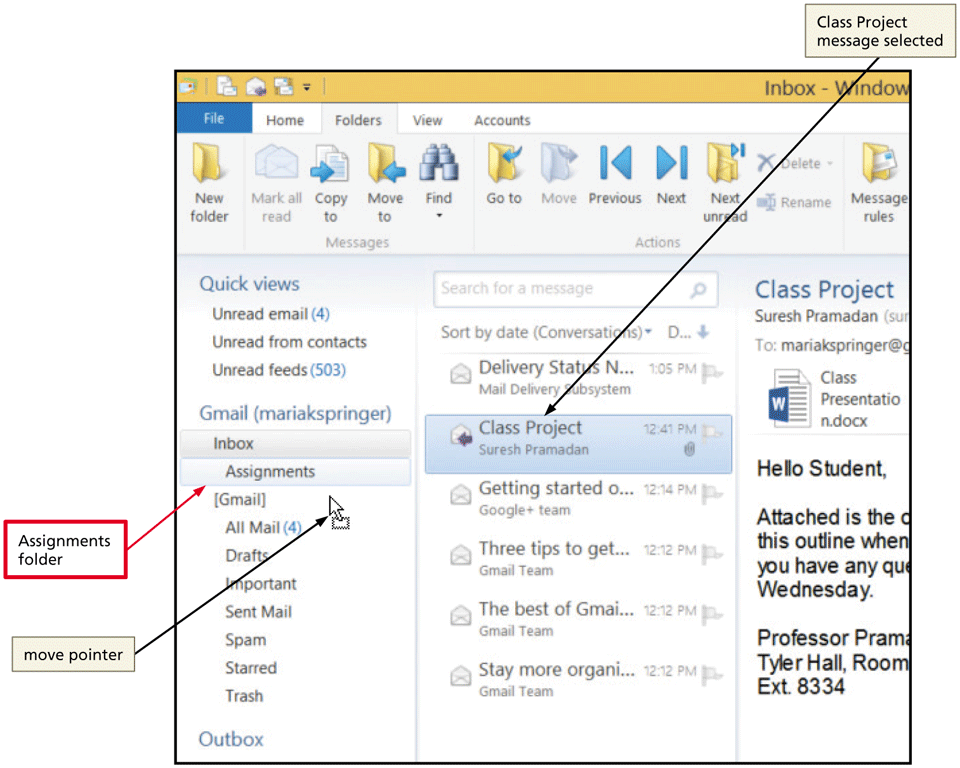 Class Project
message selected
Inbox - Window
File
Home
Folders
View
Accounts
New
folder
Mark all
read
Copy
to
Move
to
Find
Messages
Go to
Move
Previous
Next
Next
unread
Delete
Rename
Actions
Message
rules
Quick views
Unread email (4)
Unread from contacts
Unread feeds (503)
Gmail (mariakspringer)
Inbox
Assignments
[Gmail]
All Mail (4)
Drafts
Important
Sent Mail
Spam
Starred
Trash
Outbox
Assignments
folder
move pointer
Search for a message
Sort by date (Conversations) D...
Delivery Status N... 1:05 PM
Mail Delivery Subsystem
Class Project 12:41 PM
Suresh Pramadan
Getting started o... 12:14 PM
Google+ team
Three tips to get... 12:12 PM
Gmail Team
The best of Gmai... 12:12 PM
Gmail Team
Stay more organi... 12:12 PM
Gmail Team
Class Project
Suresh Pramadan (sur
To: mariakspringer@g
W
Class
Presentatio
n.docx
Hello Student,
Attached is the o
this outline when
you have any que
Wednesday.
Professor Prama
Tyler Hall, Room
Ext. 8334